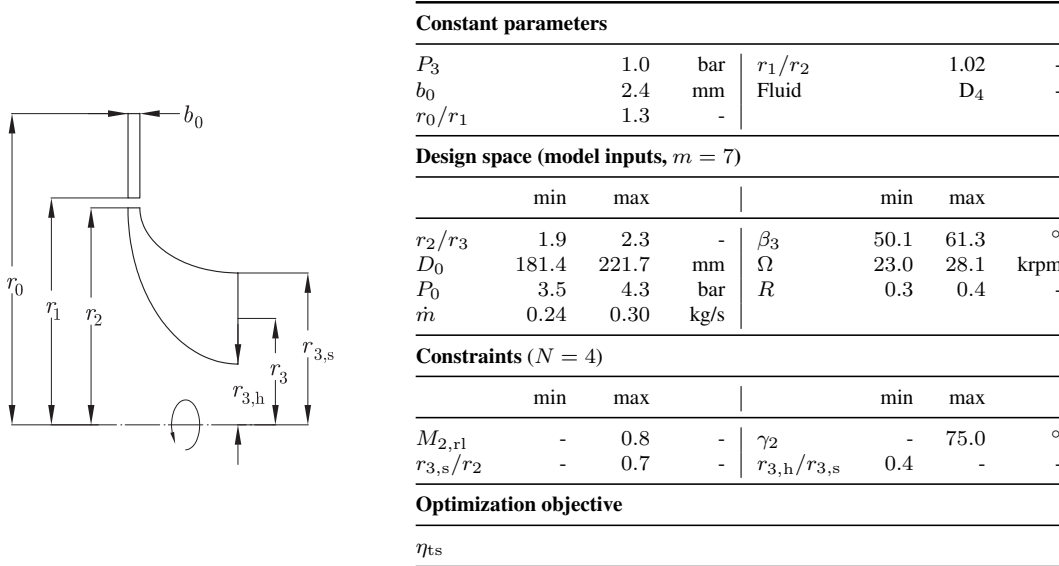 b₀
r₀
r₁
r₂
r₃,ₕ
r₃
r₃,ₛ
Constant parameters
P₃ 1.0 bar r₁/r₂ 1.02 -
b₀ 2.4 mm Fluid D₄ -
r₀/r₁ 1.3 -
Design space (model inputs, m = 7)
min max min max
r₂/r₃ 1.9 2.3 - β₃ 50.1 61.3 °
D₀ 181.4 221.7 mm Ω 23.0 28.1 krpm
P₀ 3.5 4.3 bar R 0.3 0.4 -
ṁ 0.24 0.30 kg/s
Constraints (N = 4)
min max min max
M₂,ᵣₗ - 0.8 - γ₂ - 75.0 °
r₃,ₛ/r₂ - 0.7 - r₃,ₕ/r₃,ₛ 0.4 - -
Optimization objective
ηₜₛ